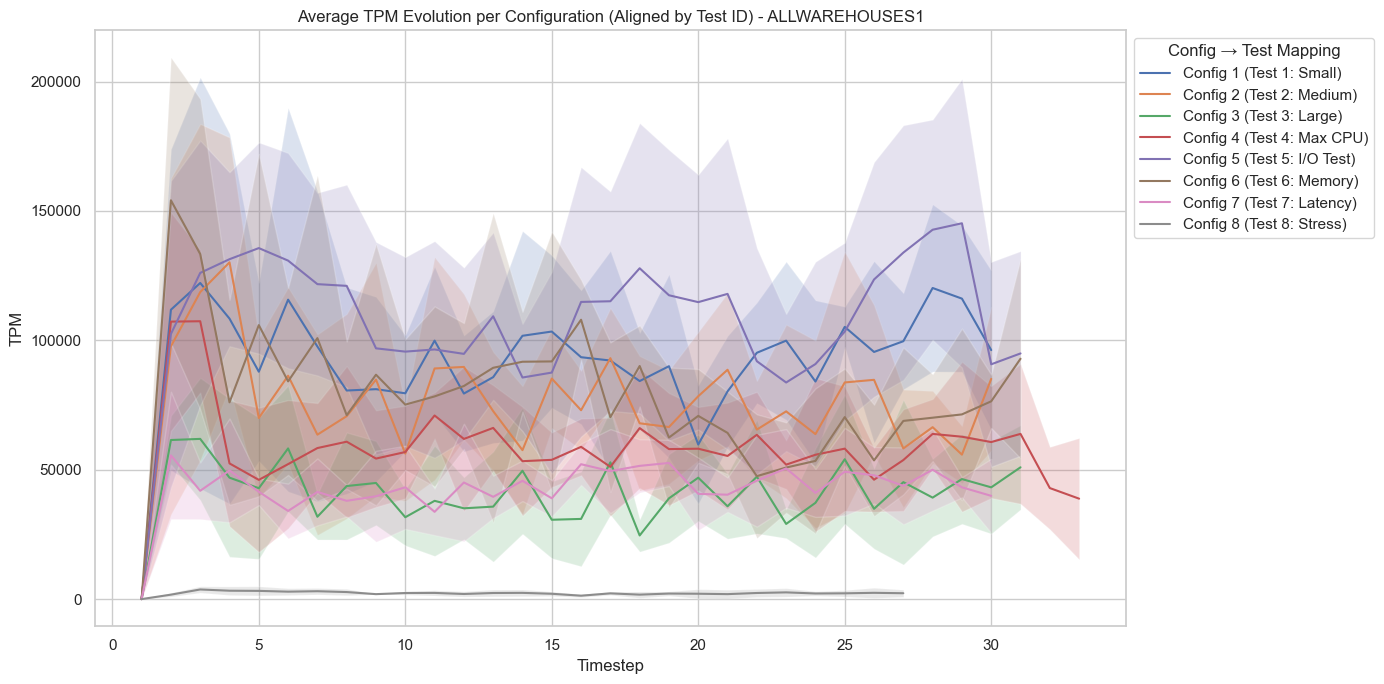 Average TPM Evolution per Configuration (Aligned by Test ID) - ALLWAREHOUSES1
Config → Test Mapping
Config 1 (Test 1: Small)
Config 2 (Test 2: Medium)
Config 3 (Test 3: Large)
Config 4 (Test 4: Max CPU)
Config 5 (Test 5: I/O Test)
Config 6 (Test 6: Memory)
Config 7 (Test 7: Latency)
Config 8 (Test 8: Stress)
TPM
200000
150000
100000
50000
0
0 5 10 15 20 25 30
Timestep